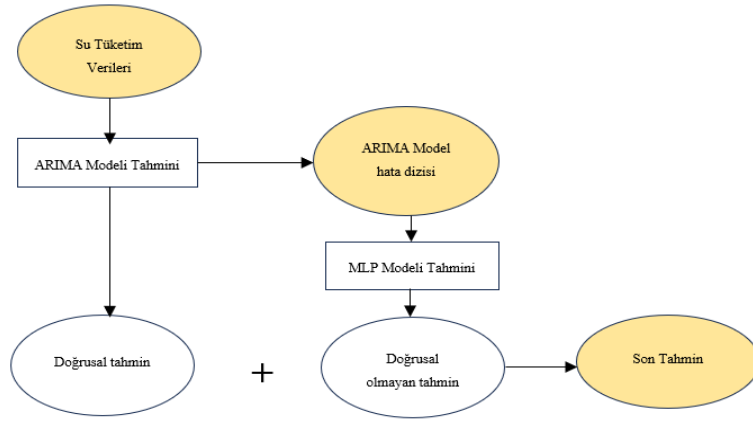 Su Tüketim
Verileri
ARIMA Modeli Tahmini
ARIMA Model
hata dizisi
MLP Modeli Tahmini
Doğrusal tahmin
+
Doğrusal
olmayan tahmin
Son Tahmin